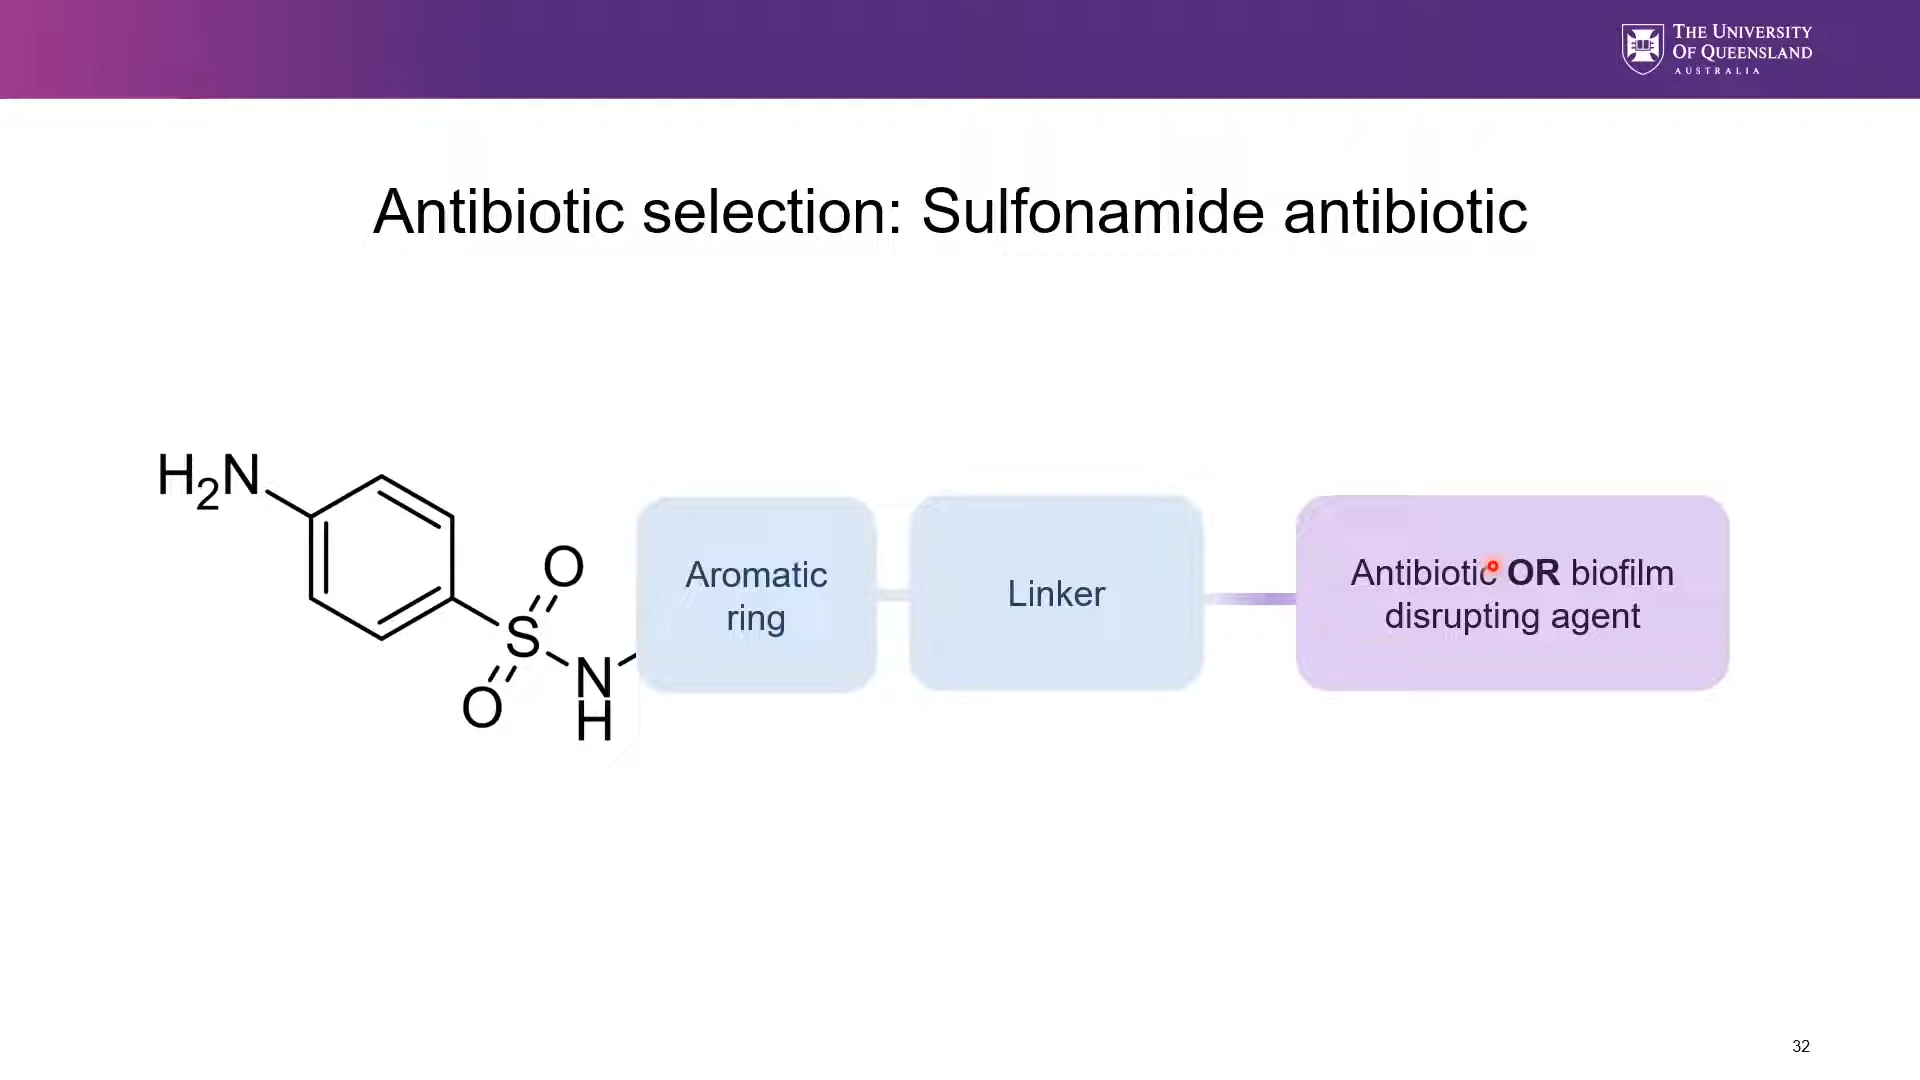 THE UNIVERSITY
OF QUEENSLAND
AUSTRALIA
Antibiotic selection: Sulfonamide antibiotic
H2N
O
S
O
N
H
Aromatic
ring
Linker
Antibiotic OR biofilm
disrupting agent
32